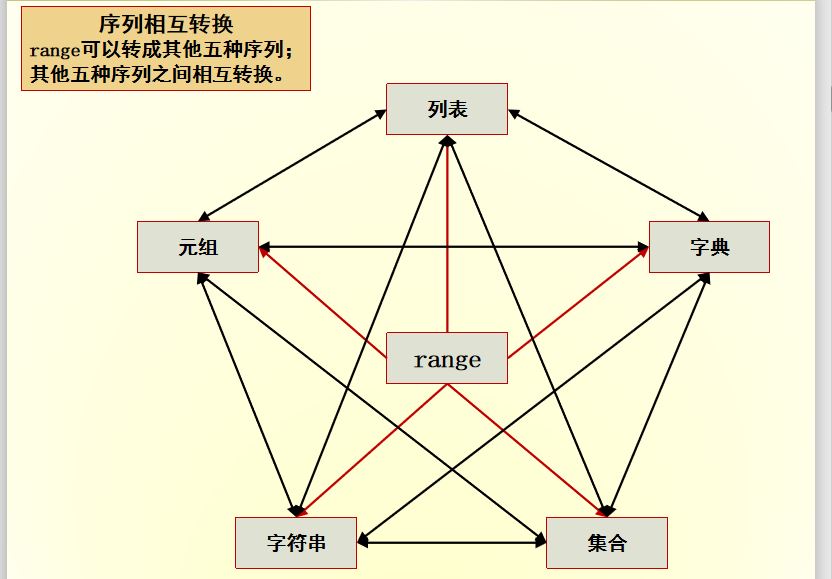 序列相互转换
range可以转成其他五种序列；
其他五种序列之间相互转换。
列表
元组
字典
range
字符串
集合